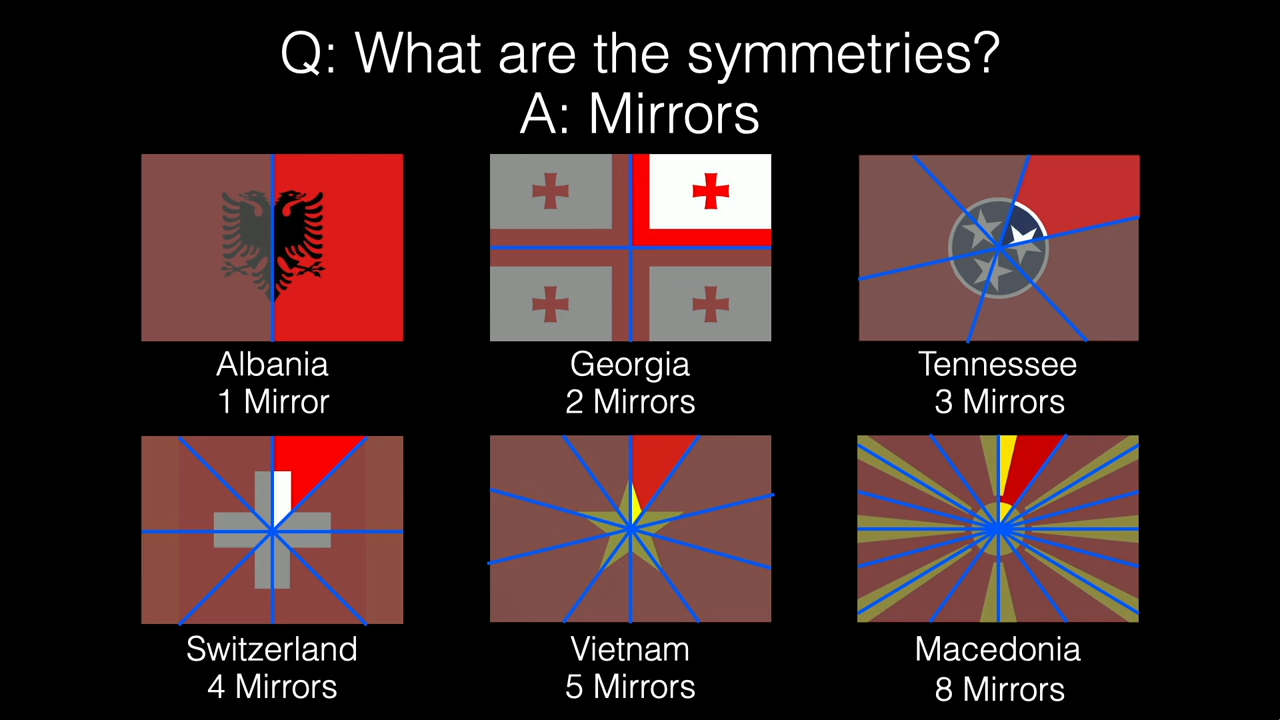 Q: What are the symmetries?
A: Mirrors
Albania
1 Mirror
Georgia
2 Mirrors
Tennessee
3 Mirrors
Switzerland
4 Mirrors
Vietnam
5 Mirrors
Macedonia
8 Mirrors